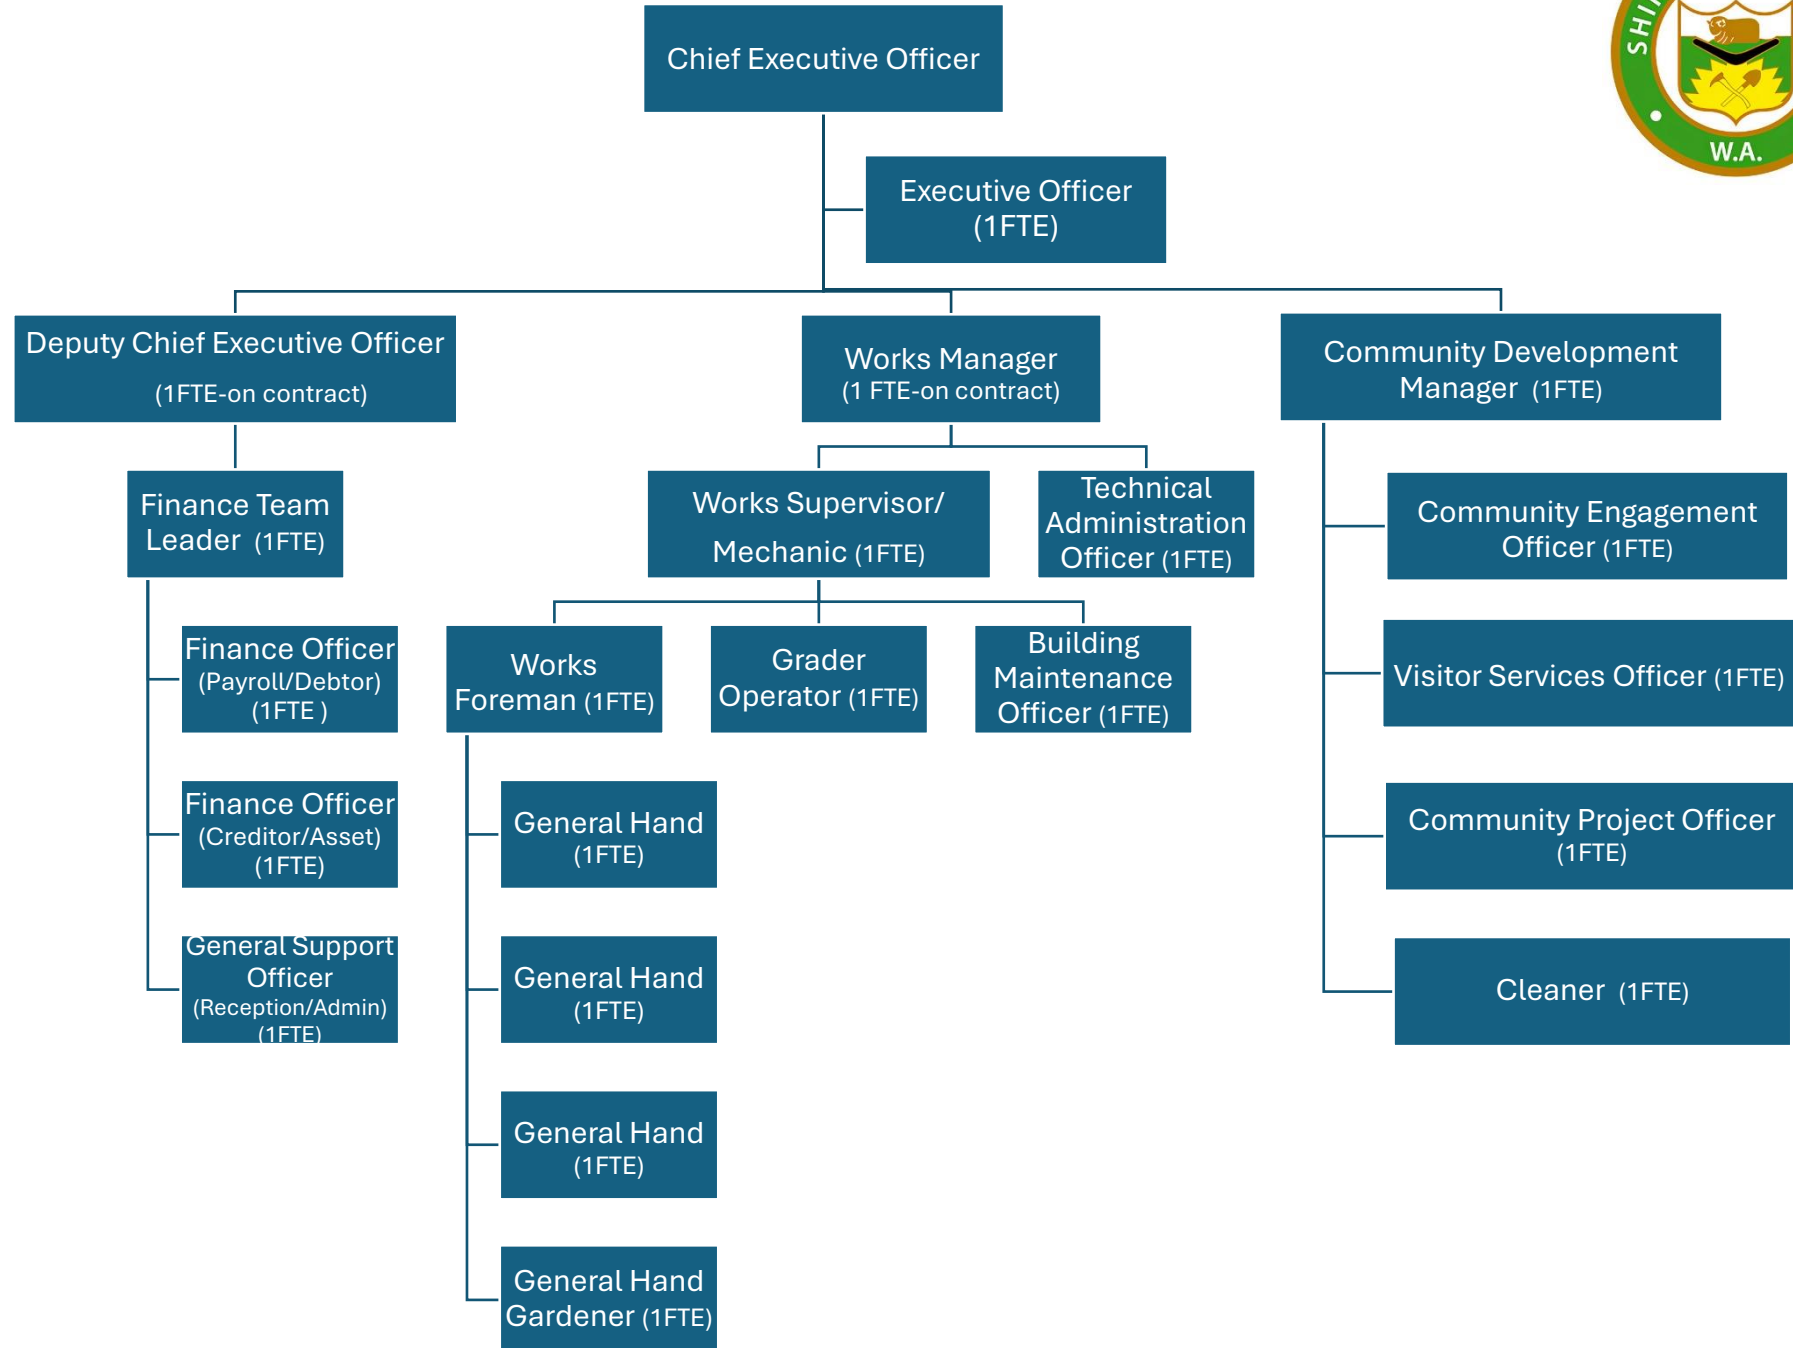 Chief Executive Officer
W.A.
Executive Officer
(1FTE)
Deputy Chief Executive Officer
(1FTE-on contract)
Works Manager
(1 FTE-on contract)
Community Development
Manager (1FTE)
Finance Team
Leader (1FTE)
Works Supervisor/
Mechanic (1FTE)
Technical
Administration
Officer (1FTE)
Community Engagement
Officer (1FTE)
Finance Officer
(Payroll/Debtor)
(1FTE )
Works
Foreman (1FTE)
Grader
Operator (1FTE)
Building
Maintenance
Officer (1FTE)
Visitor Services Officer (1FTE)
Finance Officer
(Creditor/Asset)
(1FTE)
General Hand
(1FTE)
Community Project Officer
(1FTE)
General Support
Officer
(Reception/Admin)
(1FTE)
General Hand
(1FTE)
Cleaner (1FTE)
General Hand
(1FTE)
General Hand
Gardener (1FTE)